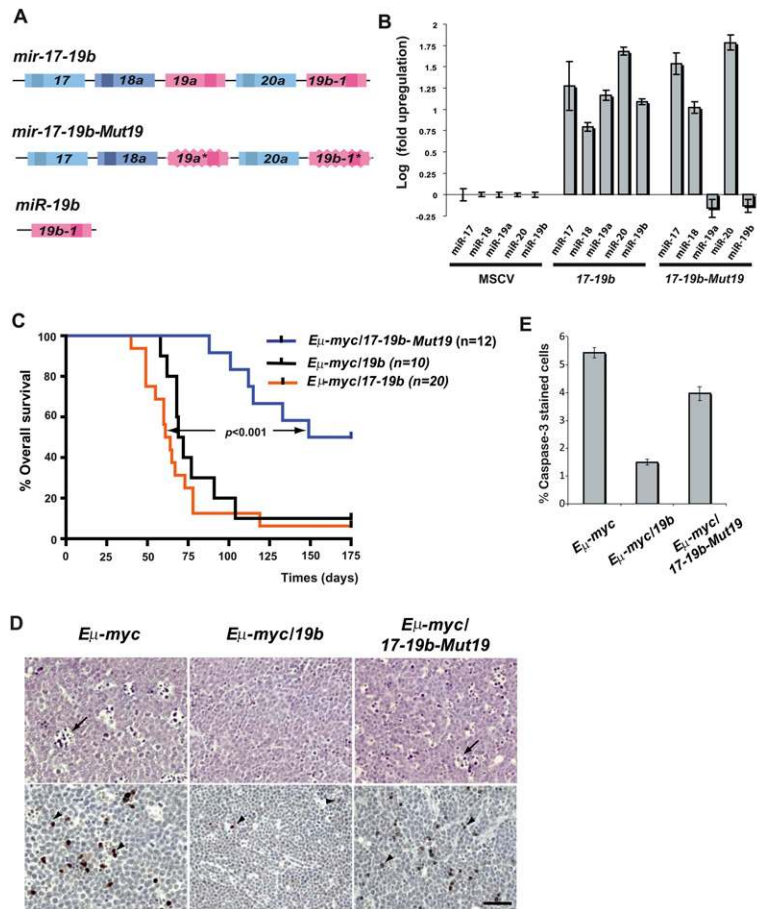 A
mir-17-19b
17 18a 19a 20a 19b-1
mir-17-19b-Mut19
17 18a 19a* 20a 19b-1*
miR-19b
19b-1
B
Log (fold upregulation)
2
1.75
1.5
1.25
1
0.75
0.5
0.25
0
-0.25
miR-17 miR-18 miR-19a miR-20 miR-19b miR-17 miR-18 miR-19a miR-20 miR-19b miR-17 miR-18 miR-19a miR-20 miR-19b
MSCV 17-19b 17-19b-Mut19
C
% Overall survival
100
80
60
40
20
0
0 25 50 75 100 125 150 175
Times (days)
Eμ-myc/17-19b-Mut19 (n=12)
Eμ-myc/19b (n=10)
Eμ-myc/17-19b (n=20)
p<0.001
E
% Caspase-3 stained cells
6
5
4
3
2
1
0
Eμ-myc
Eμ-myc/19b
Eμ-myc/
17-19b-Mut19
D
Eμ-myc Eμ-myc/19b Eμ-myc/
17-19b-Mut19